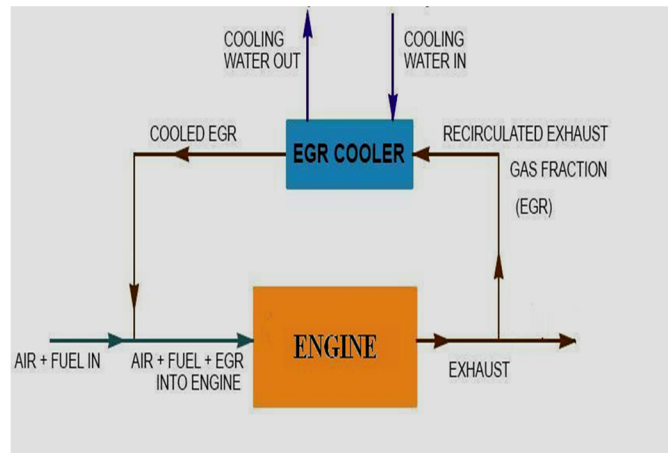 COOLING
WATER OUT
COOLING
WATER IN
COOLED EGR
EGR COOLER
RECIRCULATED EXHAUST
GAS FRACTION
(EGR)
ENGINE
AIR + FUEL IN
AIR + FUEL + EGR
INTO ENGINE
EXHAUST